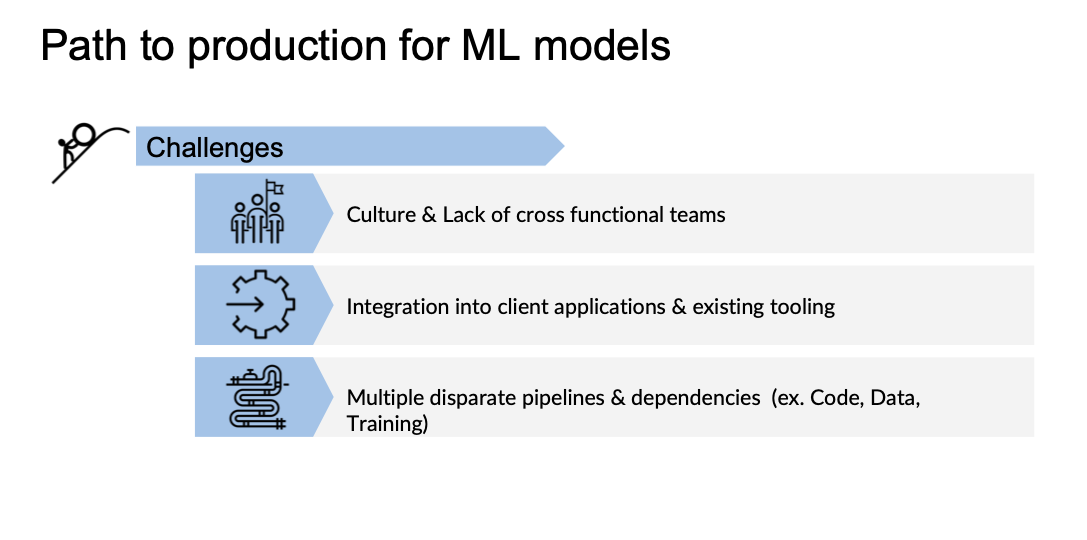 Path to production for ML models
Challenges
Culture & Lack of cross functional teams
Integration into client applications & existing tooling
Multiple disparate pipelines & dependencies (ex. Code, Data,
Training)